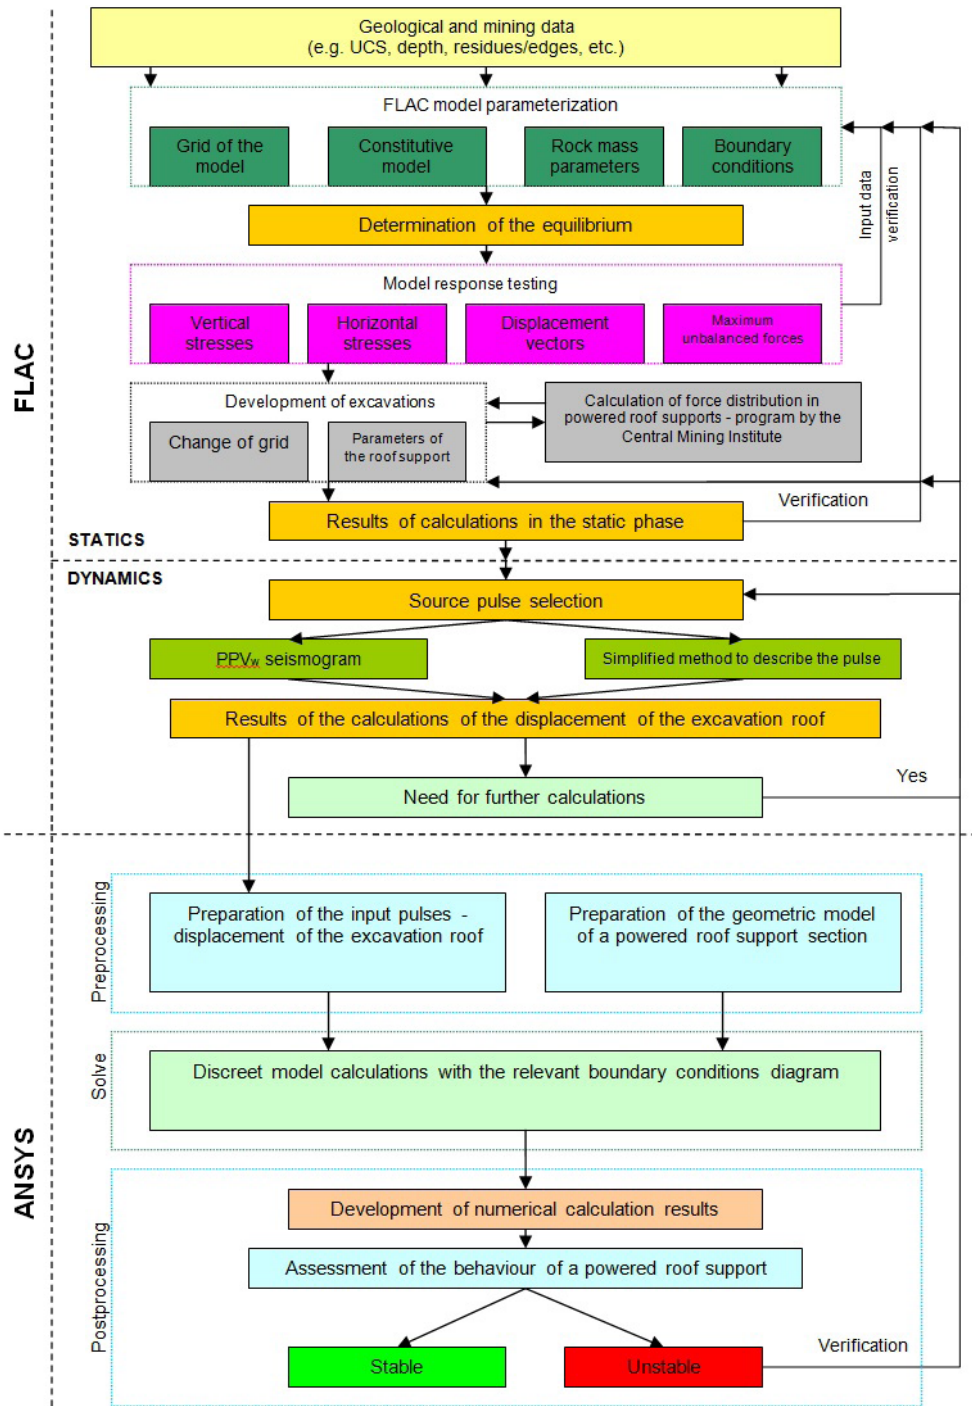 Geological and mining data
(e.g. UCS, depth, residues/edges, etc.)
FLAC model parameterization
Grid of the
model
Constitutive
model
Rock mass
parameters
Boundary
conditions
Input data
verification
Determination of the equilibrium
Model response testing
Vertical
stresses
Horizontal
stresses
Displacement
vectors
Maximum
unbalanced forces
FLAC
Development of excavations
Change of grid
Parameters of
the roof support
Calculation of force distribution in
powered roof supports - program by the
Central Mining Institute
Verification
Results of calculations in the static phase
STATICS
DYNAMICS
Source pulse selection
PPVw seismogram
Simplified method to describe the pulse
Results of the calculations of the displacement of the excavation roof
Need for further calculations
Yes
ANSYS
Preprocessing
Preparation of the input pulses -
displacement of the excavation roof
Preparation of the geometric model
of a powered roof support section
Solve
Discreet model calculations with the relevant boundary conditions diagram
Postprocessing
Development of numerical calculation results
Assessment of the behaviour of a powered roof support
Stable
Unstable
Verification